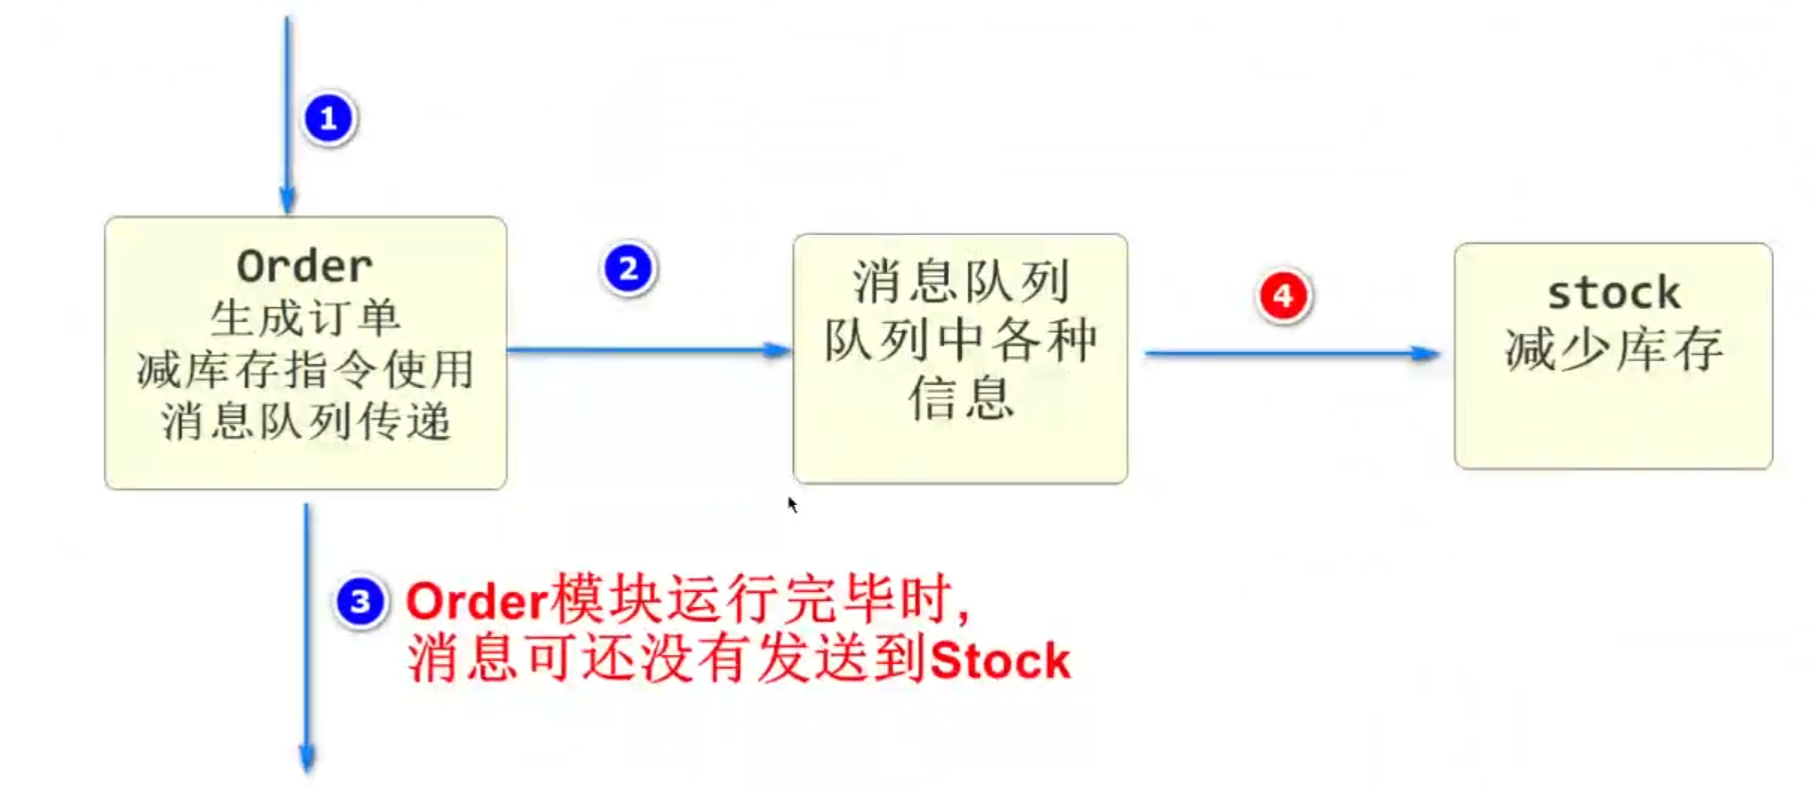 1
Order
生成订单
减库存指令使用
消息队列传递
2
消息队列
队列中各种
信息
4
stock
减少库存
3
Order模块运行完毕时,
消息可还没有发送到Stock